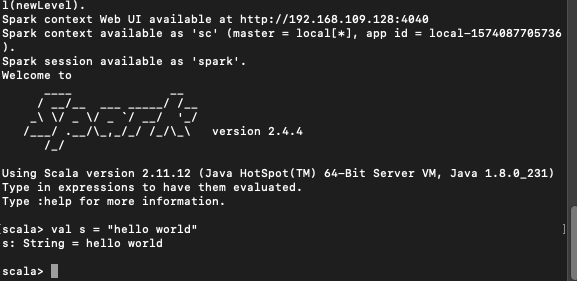 l(newLevel).
Spark context Web UI available at http://192.168.109.128:4040
Spark context available as 'sc' (master = local[*], app id = local-1574087705736
).
Spark session available as 'spark'.
Welcome to
      ____              __
     / __/__  ___ _____/ /__
    _\ \/ _ \/ _ `/ __/  '_/
   /___/ .__/\_,_/_/ /_/\_\   version 2.4.4
      /_/
Using Scala version 2.11.12 (Java HotSpot(TM) 64-Bit Server VM, Java 1.8.0_231)
Type in expressions to have them evaluated.
Type :help for more information.
[scala> val s = "hello world" ]
s: String = hello world
scala>